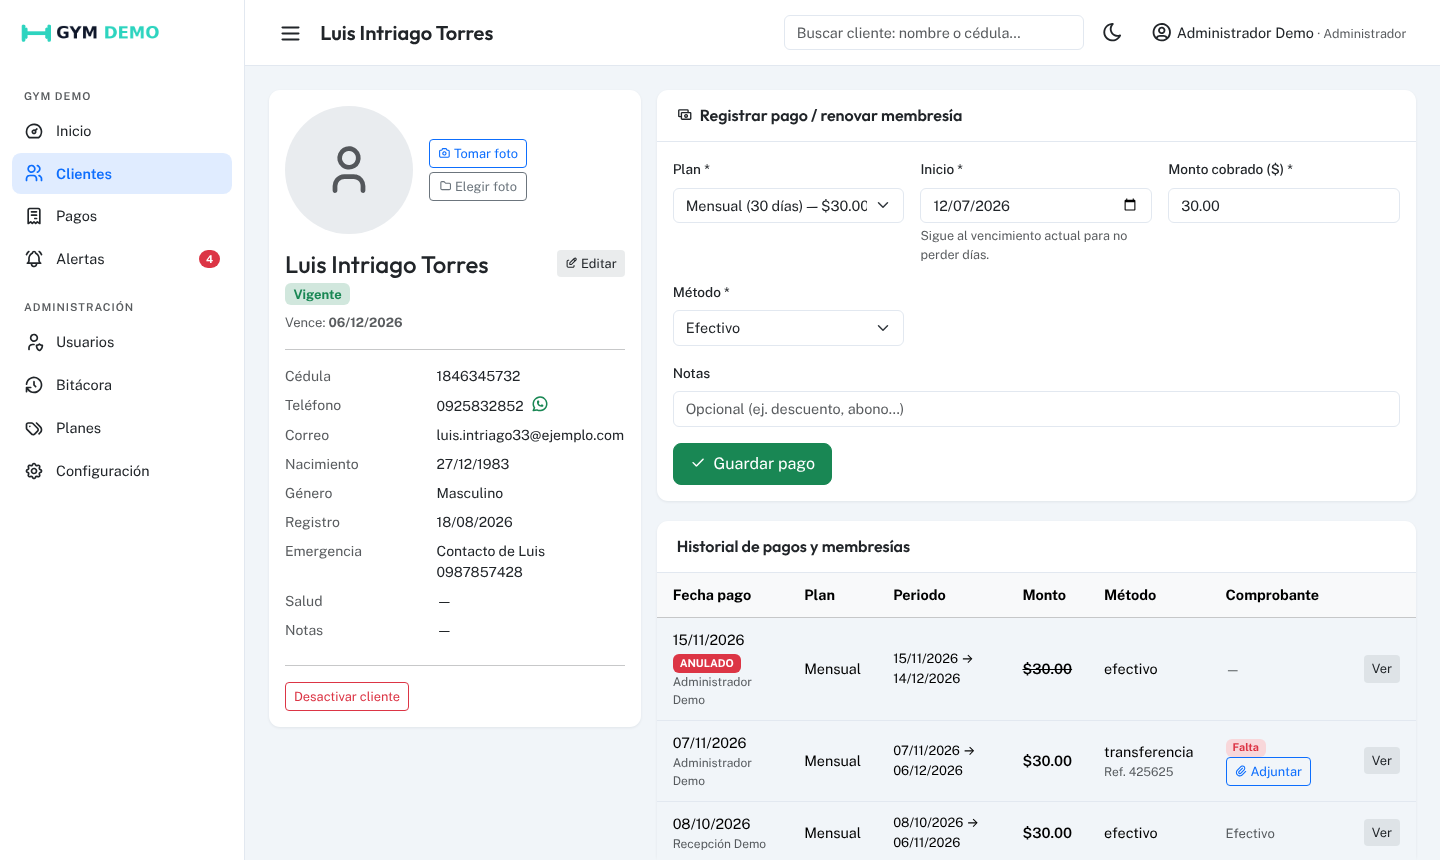 GYM DEMO
Luis Intriago Torres
Buscar cliente: nombre o cédula...
Administrador Demo · Administrador
GYM DEMO
Inicio
Clientes
Pagos
Alertas
4
ADMINISTRACIÓN
Usuarios
Bitácora
Planes
Configuración
Tomar foto
Elegir foto
Luis Intriago Torres
Editar
Vigente
Vence: 06/12/2026
Cédula 1846345732
Teléfono 0925832852
Correo luis.intriago33@ejemplo.com
Nacimiento 27/12/1983
Género Masculino
Registro 18/08/2026
Emergencia Contacto de Luis
0987857428
Salud —
Notas —
Desactivar cliente
Registrar pago / renovar membresía
Plan * Inicio * Monto cobrado ($) *
Mensual (30 días) — $30.00 12/07/2026 30.00
Sigue al vencimiento actual para no
perder días.
Método *
Efectivo
Notas
Opcional (ej. descuento, abono...)
Guardar pago
Historial de pagos y membresías
Fecha pago Plan Periodo Monto Método Comprobante
15/11/2026
ANULADO
Administrador
Demo
Mensual
15/11/2026 →
14/12/2026
$30.00
efectivo
—
Ver
07/11/2026
Administrador
Demo
Mensual
07/11/2026 →
06/12/2026
$30.00
transferencia
Ref. 425625
Falta
Adjuntar
Ver
08/10/2026
Recepción Demo
Mensual
08/10/2026 →
06/11/2026
$30.00
efectivo
Efectivo
Ver